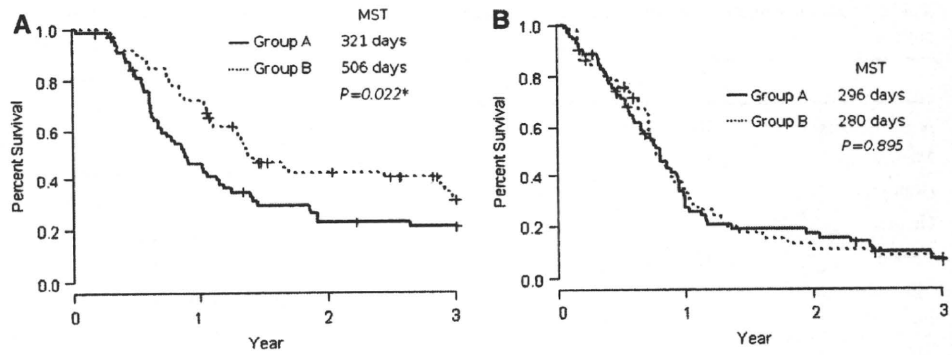 A
MST
Group A 321 days
Group B 506 days
P=0.022*
Percent Survival
1.0
0.8
0.6
0.4
0.2
0.0
0 1 2 3
Year
B
MST
Group A 296 days
Group B 280 days
P=0.895
Percent Survival
1.0
0.8
0.6
0.4
0.2
0.0
0 1 2 3
Year